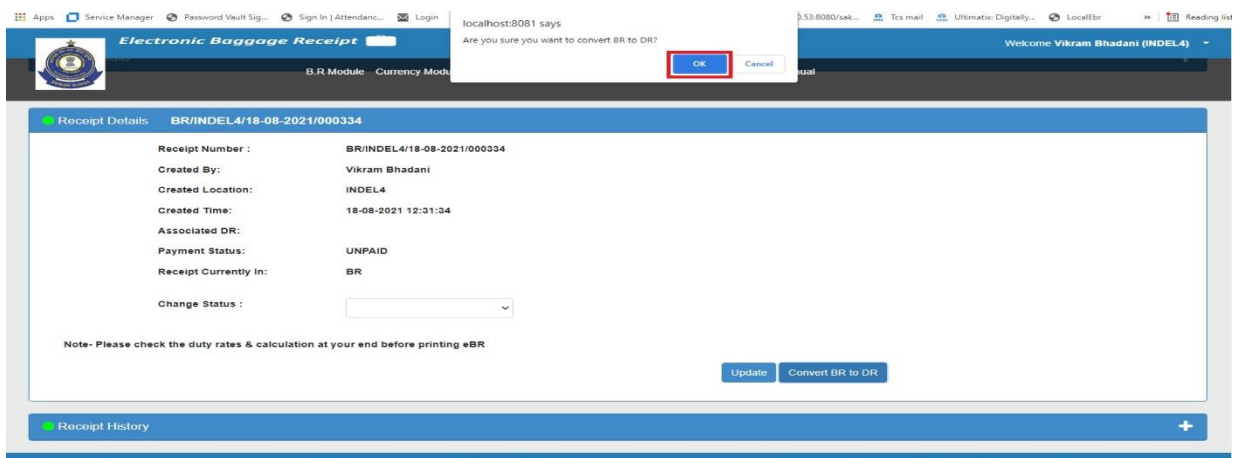 Apps Service Manager Password Vault Sig... Sign In | Attendanc... Login 0.53:8080/sak... Tcs mail Ultimatix: Digitally... LocalEbr » Reading list
localhost:8081 says
Are you sure you want to convert BR to DR?
OK Cancel
Electronic Baggage Receipt Welcome Vikram Bhadani (INDEL4)
B.R Module Currency Modu ual
Receipt Details BR/INDEL4/18-08-2021/000334
Receipt Number : BR/INDEL4/18-08-2021/000334
Created By: Vikram Bhadani
Created Location: INDEL4
Created Time: 18-08-2021 12:31:34
Associated DR:
Payment Status: UNPAID
Receipt Currently In: BR
Change Status :
Note- Please check the duty rates & calculation at your end before printing eBR
Update Convert BR to DR
Receipt History +